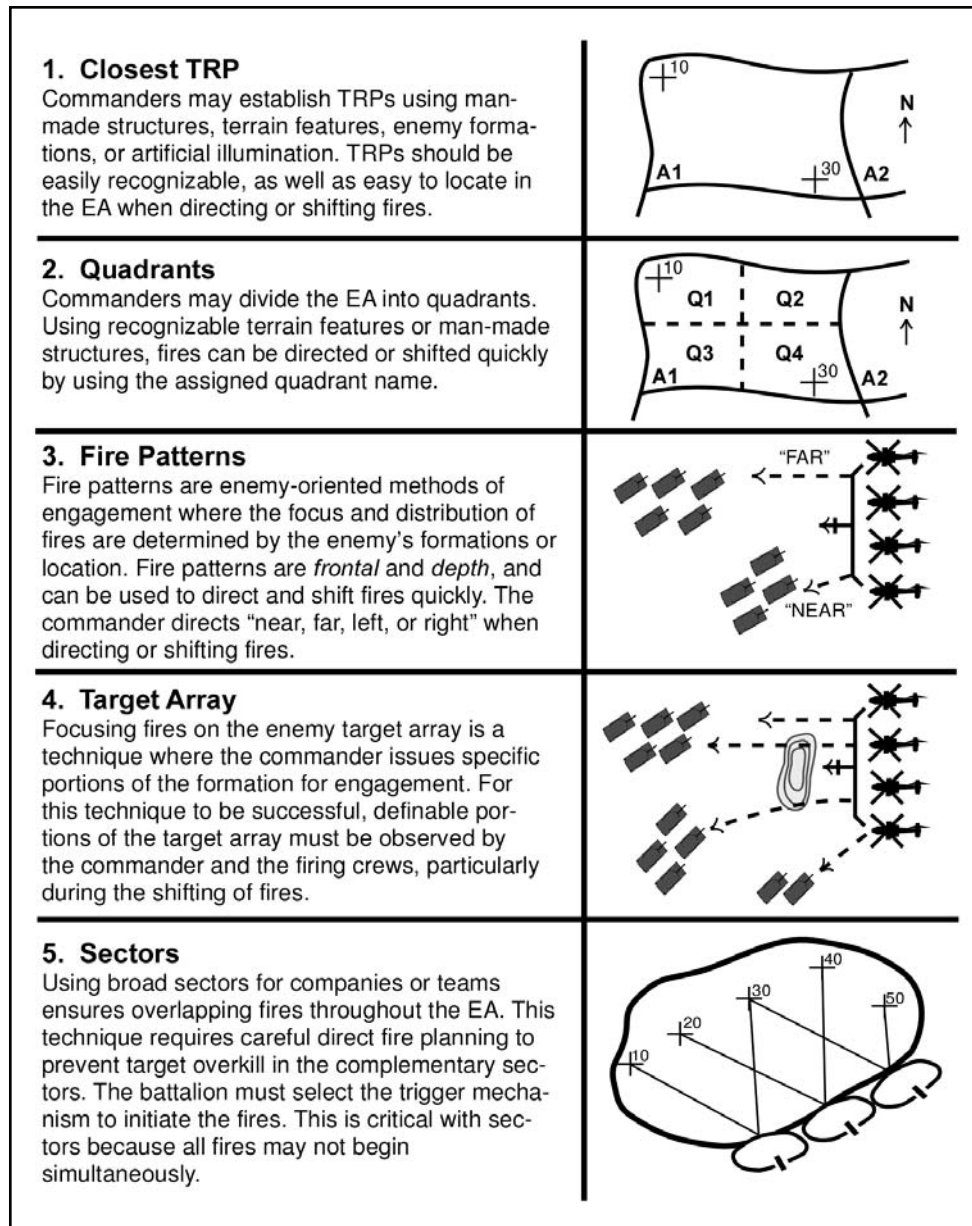 1. Closest TRP
Commanders may establish TRPs using man-
made structures, terrain features, enemy forma-
tions, or artificial illumination. TRPs should be
easily recognizable, as well as easy to locate in
the EA when directing or shifting fires.
10
N
A1
30
A2
2. Quadrants
Commanders may divide the EA into quadrants.
Using recognizable terrain features or man-made
structures, fires can be directed or shifted quickly
by using the assigned quadrant name.
10
Q1
Q2
N
Q3
Q4
A1
30
A2
3. Fire Patterns
Fire patterns are enemy-oriented methods of
engagement where the focus and distribution of
fires are determined by the enemy's formations or
location. Fire patterns are frontal and depth, and
can be used to direct and shift fires quickly. The
commander directs “near, far, left, or right” when
directing or shifting fires.
“FAR”
“NEAR”
4. Target Array
Focusing fires on the enemy target array is a
technique where the commander issues specific
portions of the formation for engagement. For
this technique to be successful, definable por-
tions of the target array must be observed by
the commander and the firing crews, particularly
during the shifting of fires.
5. Sectors
Using broad sectors for companies or teams
ensures overlapping fires throughout the EA. This
technique requires careful direct fire planning to
prevent target overkill in the complementary sec-
tors. The battalion must select the trigger mecha-
nism to initiate the fires. This is critical with sec-
tors because all fires may not begin
simultaneously.
40
30
50
20
10